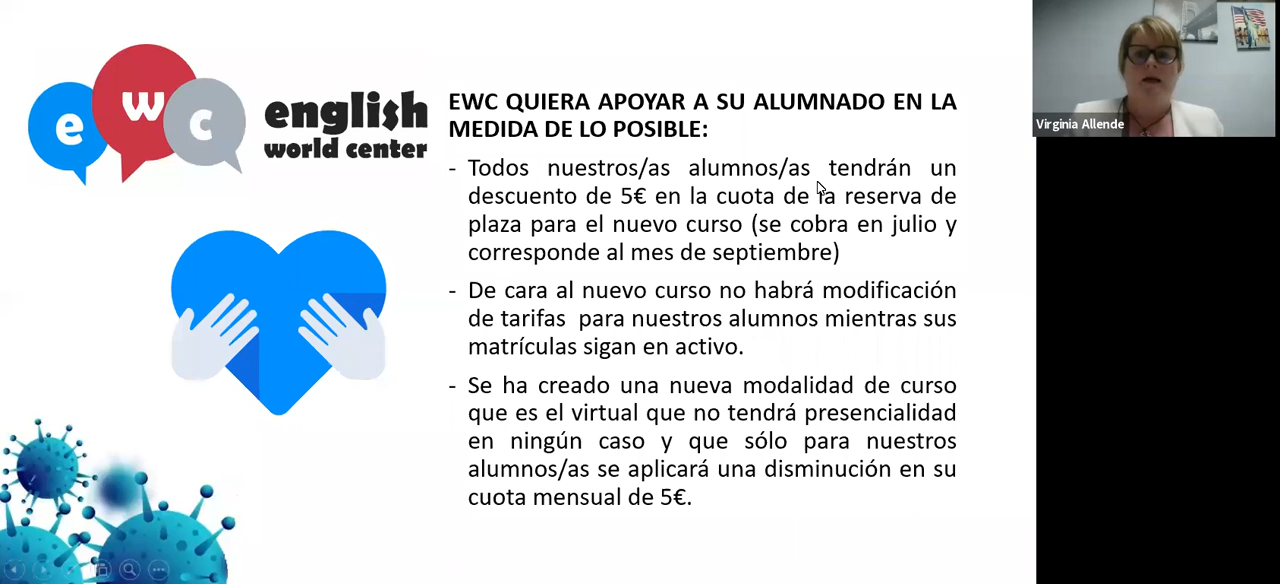 e w c
english
world center
EWC QUIERA APOYAR A SU ALUMNADO EN LA
MEDIDA DE LO POSIBLE:
- Todos nuestros/as alumnos/as tendrán un
descuento de 5€ en la cuota de la reserva de
plaza para el nuevo curso (se cobra en julio y
corresponde al mes de septiembre)
- De cara al nuevo curso no habrá modificación
de tarifas para nuestros alumnos mientras sus
matrículas sigan en activo.
- Se ha creado una nueva modalidad de curso
que es el virtual que no tendrá presencialidad
en ningún caso y que sólo para nuestros
alumnos/as se aplicará una disminución en su
cuota mensual de 5€.
Virginia Allende